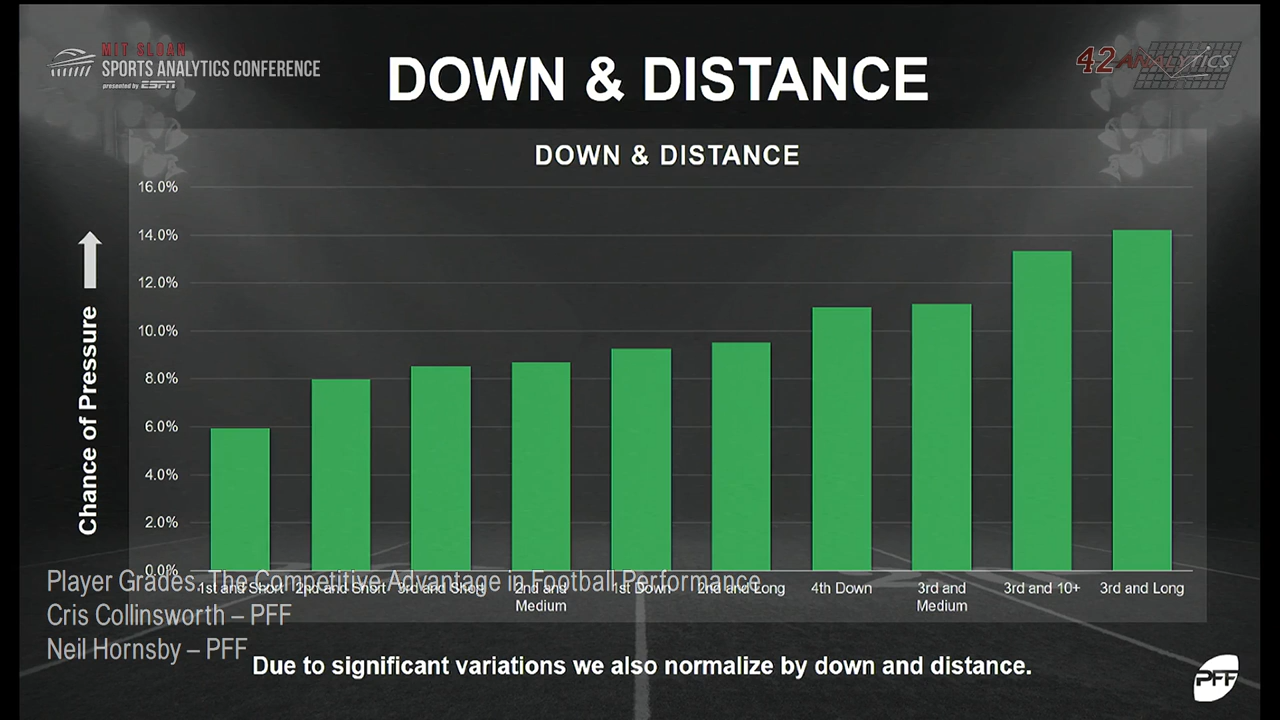 MIT SLOAN
SPORTS ANALYTICS CONFERENCE
presented by ESPN
DOWN & DISTANCE
42 ANALYTICS
DOWN & DISTANCE
16.0%
14.0%
12.0%
10.0%
8.0%
6.0%
4.0%
2.0%
0.0%
Chance of Pressure
1st and Short
2nd and Short
3rd and Short
2nd and
Medium
1st Down
2nd and Long
4th Down
3rd and
Medium
3rd and 10+
3rd and Long
Player Grades. The Competitive Advantage in Football Performance
Cris Collinsworth – PFF
Neil Hornsby – PFF
Due to significant variations we also normalize by down and distance.
PFF